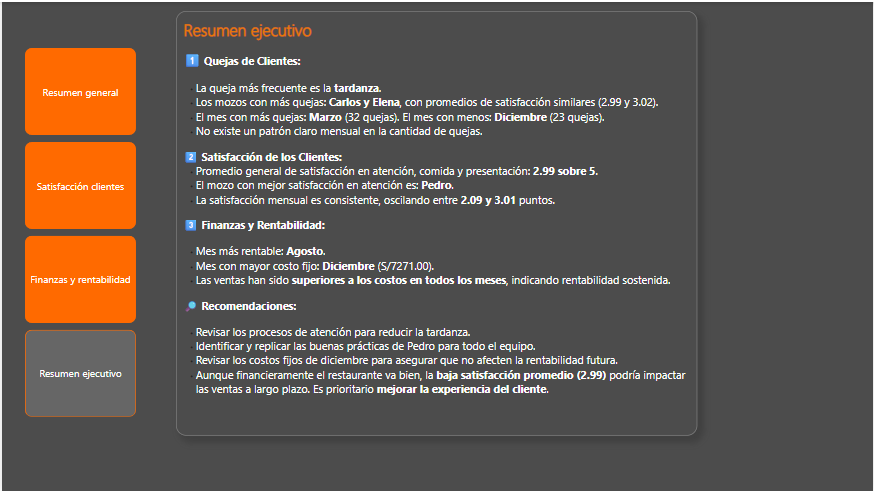 Resumen general
Satisfacción clientes
Finanzas y rentabilidad
Resumen ejecutivo
Resumen ejecutivo
1 Quejas de Clientes:
· La queja más frecuente es la tardanza.
· Los mozos con más quejas: Carlos y Elena, con promedios de satisfacción similares (2.99 y 3.02).
· El mes con más quejas: Marzo (32 quejas). El mes con menos: Diciembre (23 quejas).
· No existe un patrón claro mensual en la cantidad de quejas.
2 Satisfacción de los Clientes:
· Promedio general de satisfacción en atención, comida y presentación: 2.99 sobre 5.
· El mozo con mejor satisfacción en atención es: Pedro.
· La satisfacción mensual es consistente, oscilando entre 2.09 y 3.01 puntos.
3 Finanzas y Rentabilidad:
· Mes más rentable: Agosto.
· Mes con mayor costo fijo: Diciembre (S/7271.00).
· Las ventas han sido superiores a los costos en todos los meses, indicando rentabilidad sostenida.
🔎 Recomendaciones:
· Revisar los procesos de atención para reducir la tardanza.
· Identificar y replicar las buenas prácticas de Pedro para todo el equipo.
· Revisar los costos fijos de diciembre para asegurar que no afecten la rentabilidad futura.
· Aunque financieramente el restaurante va bien, la baja satisfacción promedio (2.99) podría impactar
las ventas a largo plazo. Es prioritario mejorar la experiencia del cliente.